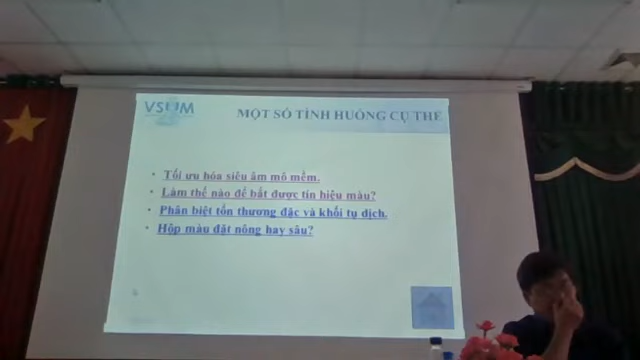 VSUM
MỘT SỐ TÌNH HUỐNG CỤ THỂ
• Tối ưu hóa siêu âm mô mềm.
• Làm thế nào để bắt được tín hiệu màu?
• Phân biệt tổn thương đặc và khối tụ dịch.
• Hộp màu đặt nông hay sâu?